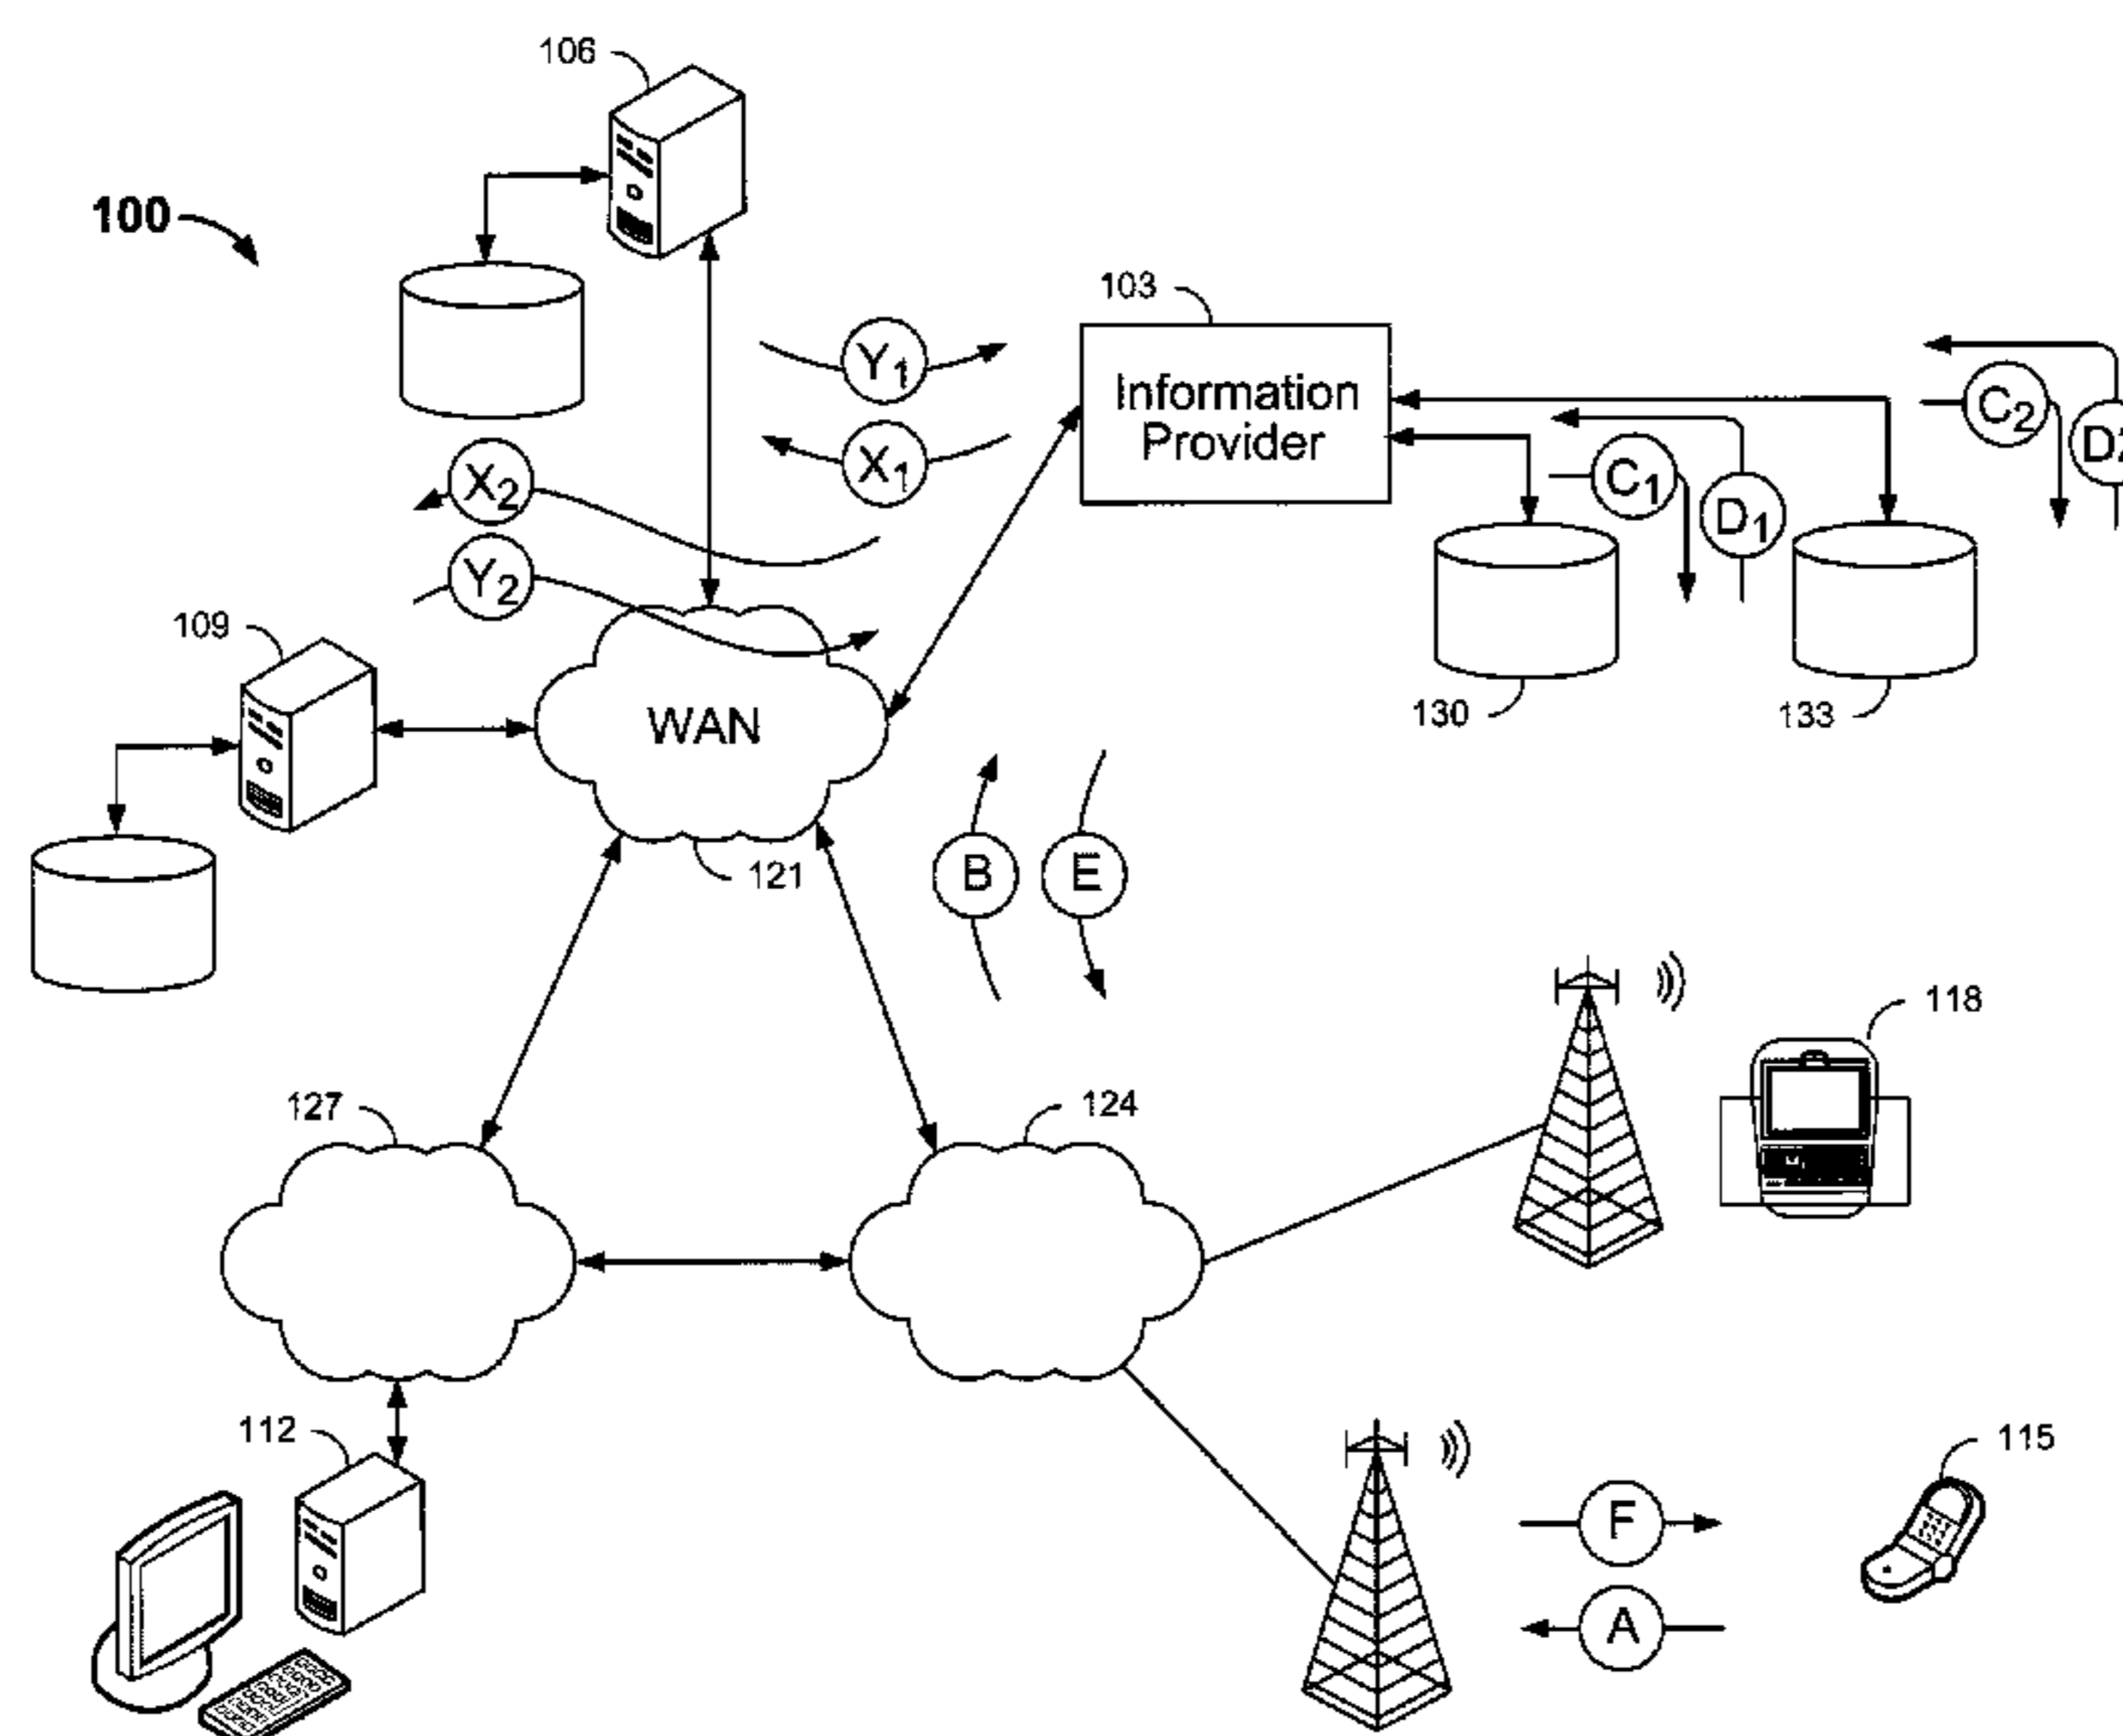 106
100
103
Y1
Information
Provider
X1
C2
D2
X2
C1
D1
Y2
109
WAN
130
133
121
B
E
118
127
124
112
115
F
A